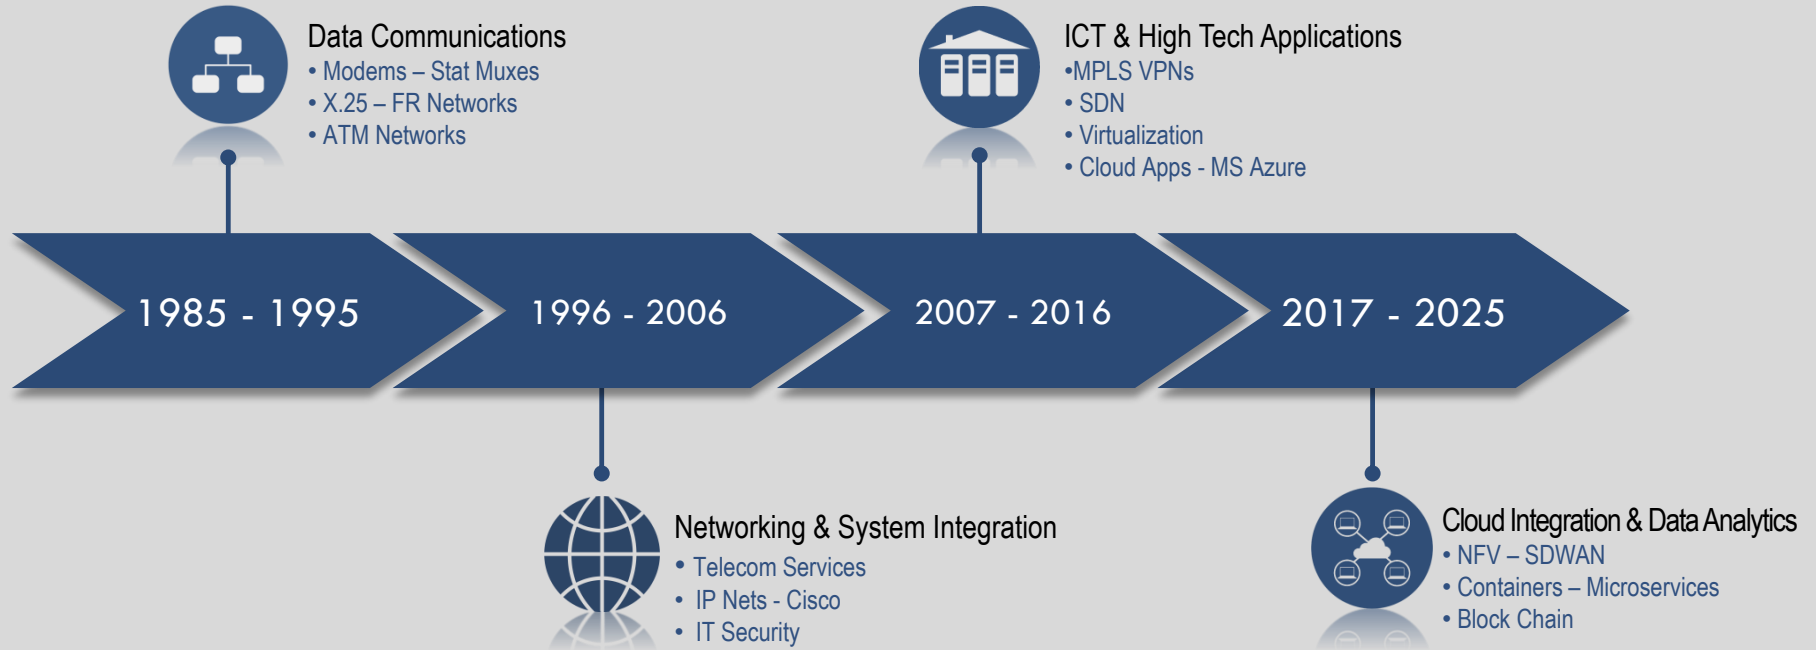 Data Communications
• Modems – Stat Muxes
• X.25 – FR Networks
• ATM Networks
ICT & High Tech Applications
•MPLS VPNs
• SDN
• Virtualization
• Cloud Apps - MS Azure
1985 - 1995
1996 - 2006
2007 - 2016
2017 - 2025
Networking & System Integration
• Telecom Services
• IP Nets - Cisco
• IT Security
Cloud Integration & Data Analytics
• NFV – SDWAN
• Containers – Microservices
• Block Chain